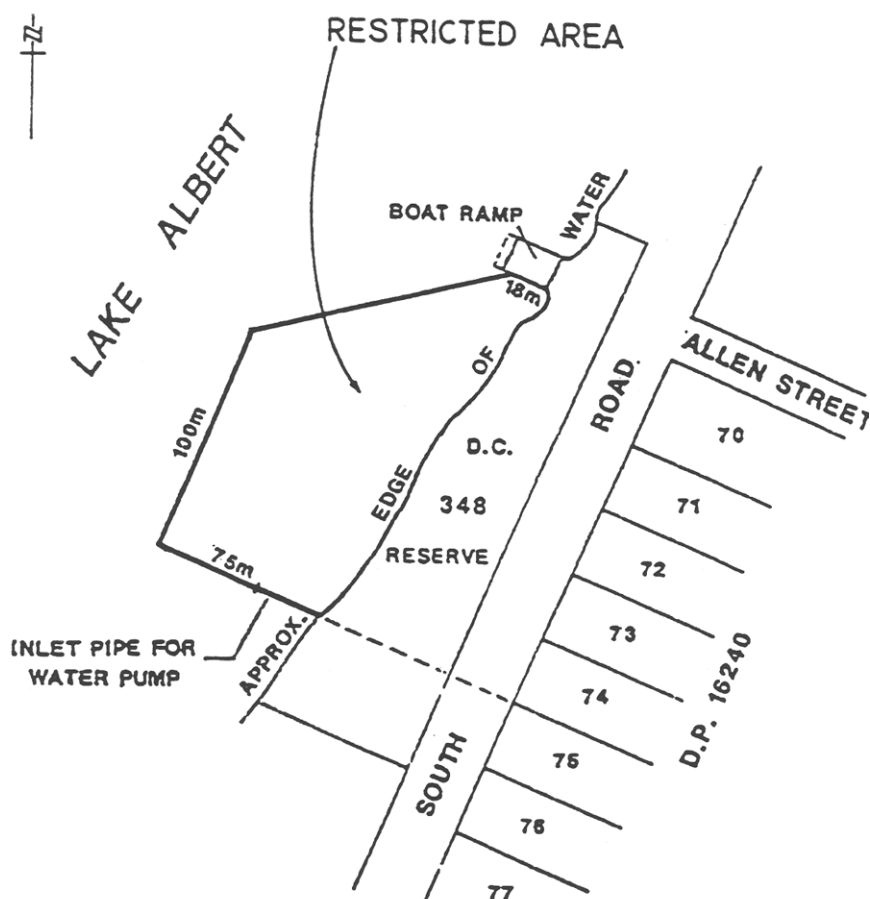 N
RESTRICTED AREA
LAKE ALBERT
BOAT RAMP
WATER
18m
ALLEN STREET
OF
ROAD
70
100m
D.C.
71
EDGE
348
RESERVE
72
75m
73
INLET PIPE FOR
WATER PUMP
APPROX.
74
D.P. 16240
75
SOUTH
76
77